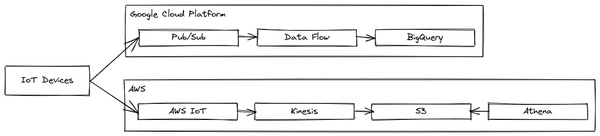 Google Cloud Platform
Pub/Sub
Data Flow
BigQuery
IoT Devices
AWS
AWS IoT
Kinesis
S3
Athena